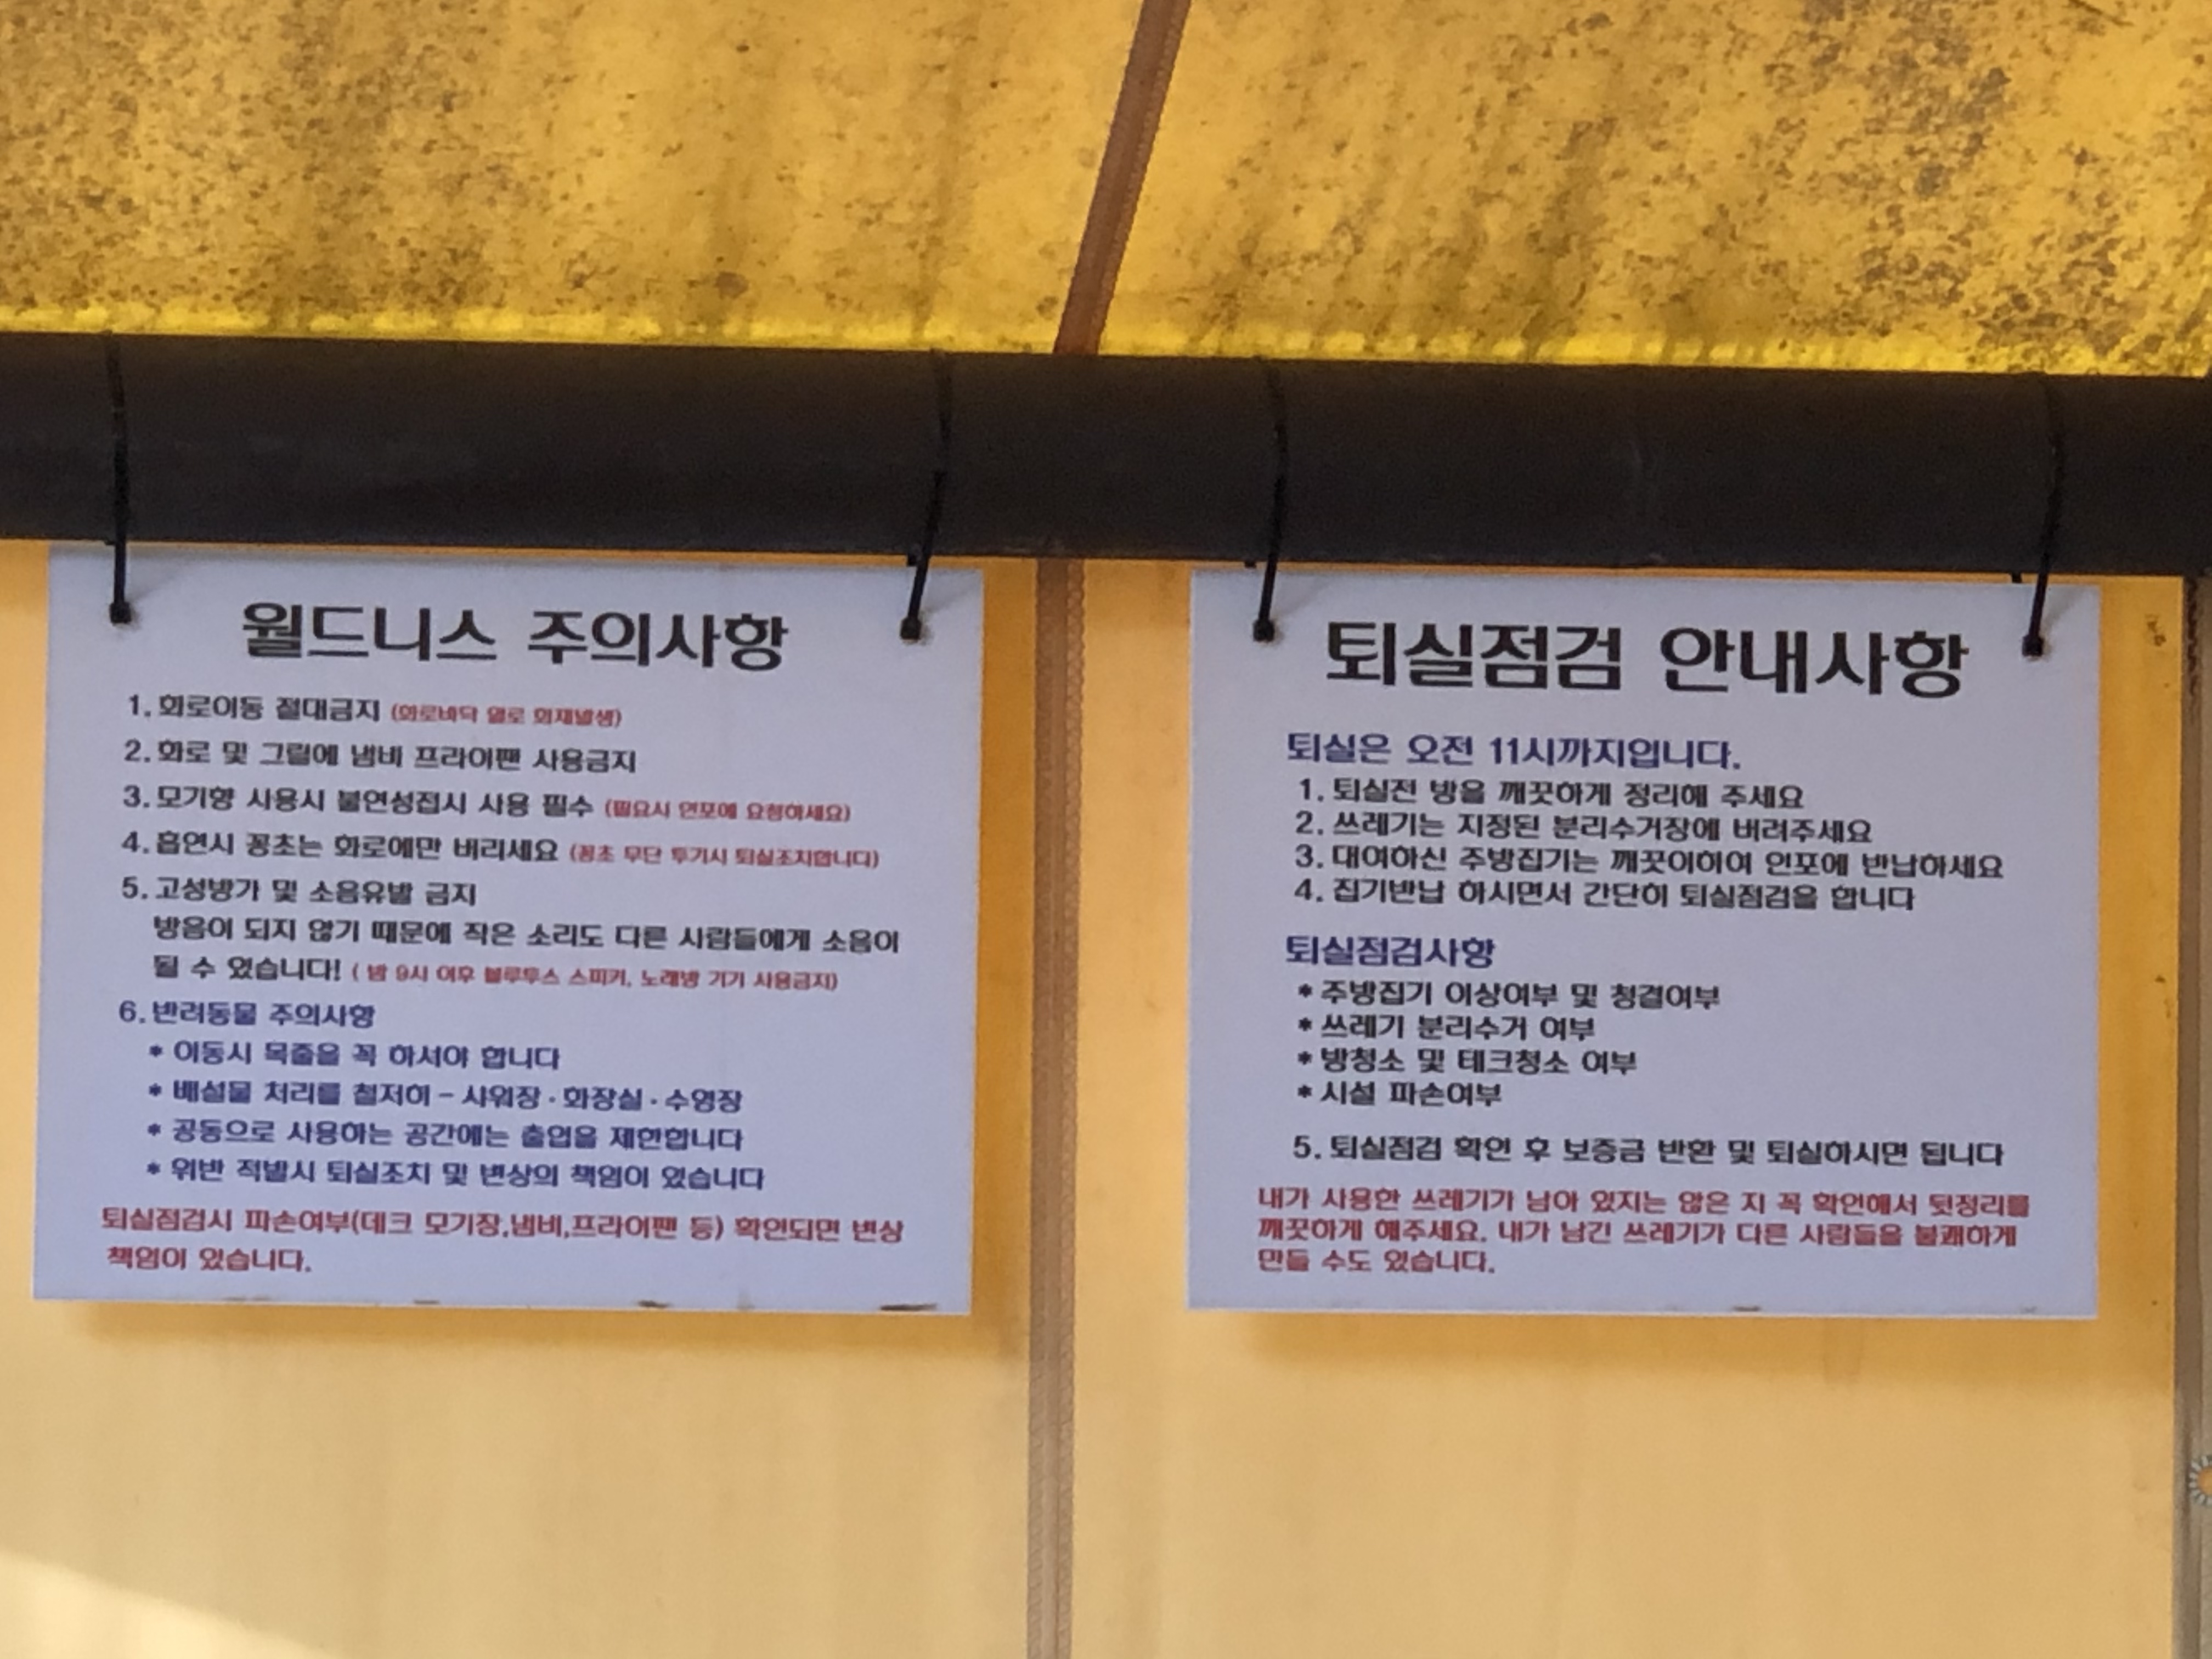 월드니스 주의사항
1. 화로이동 절대금지 (화로바닥 열로 화재발생)
2. 화로 및 그릴에 냄비 프라이팬 사용금지
3. 모기향 사용시 불연성접시 사용 필수 (필요시 인포에 요청하세요)
4. 흡연시 꽁초는 화로에만 버리세요 (꽁초 무단 투기시 퇴실조치합니다)
5. 고성방가 및 소음유발 금지
방음이 되지 않기 때문에 작은 소리도 다른 사람들에게 소음이
될 수 있습니다! ( 밤 9시 이후 블루투스 스피커, 노래방 기기 사용금지)
6. 반려동물 주의사항
* 이동시 목줄을 꼭 하셔야 합니다
* 배설물 처리를 철저히 - 샤워장 · 화장실 · 수영장
* 공동으로 사용하는 공간에는 출입을 제한합니다
* 위반 적발시 퇴실조치 및 변상의 책임이 있습니다
퇴실점검시 파손여부(데크 모기장,냄비,프라이팬 등) 확인되면 변상
책임이 있습니다.
퇴실점검 안내사항
퇴실은 오전 11시까지입니다.
1. 퇴실전 방을 깨끗하게 정리해 주세요
2. 쓰레기는 지정된 분리수거장에 버려주세요
3. 대여하신 주방집기는 깨끗이하여 인포에 반납하세요
4. 집기반납 하시면서 간단히 퇴실점검을 합니다
퇴실점검사항
* 주방집기 이상여부 및 청결여부
* 쓰레기 분리수거 여부
* 방청소 및 테크청소 여부
* 시설 파손여부
5. 퇴실점검 확인 후 보증금 반환 및 퇴실하시면 됩니다
내가 사용한 쓰레기가 남아 있지는 않은 지 꼭 확인해서 뒷정리를
깨끗하게 해주세요. 내가 남긴 쓰레기가 다른 사람들을 불쾌하게
만들 수도 있습니다.